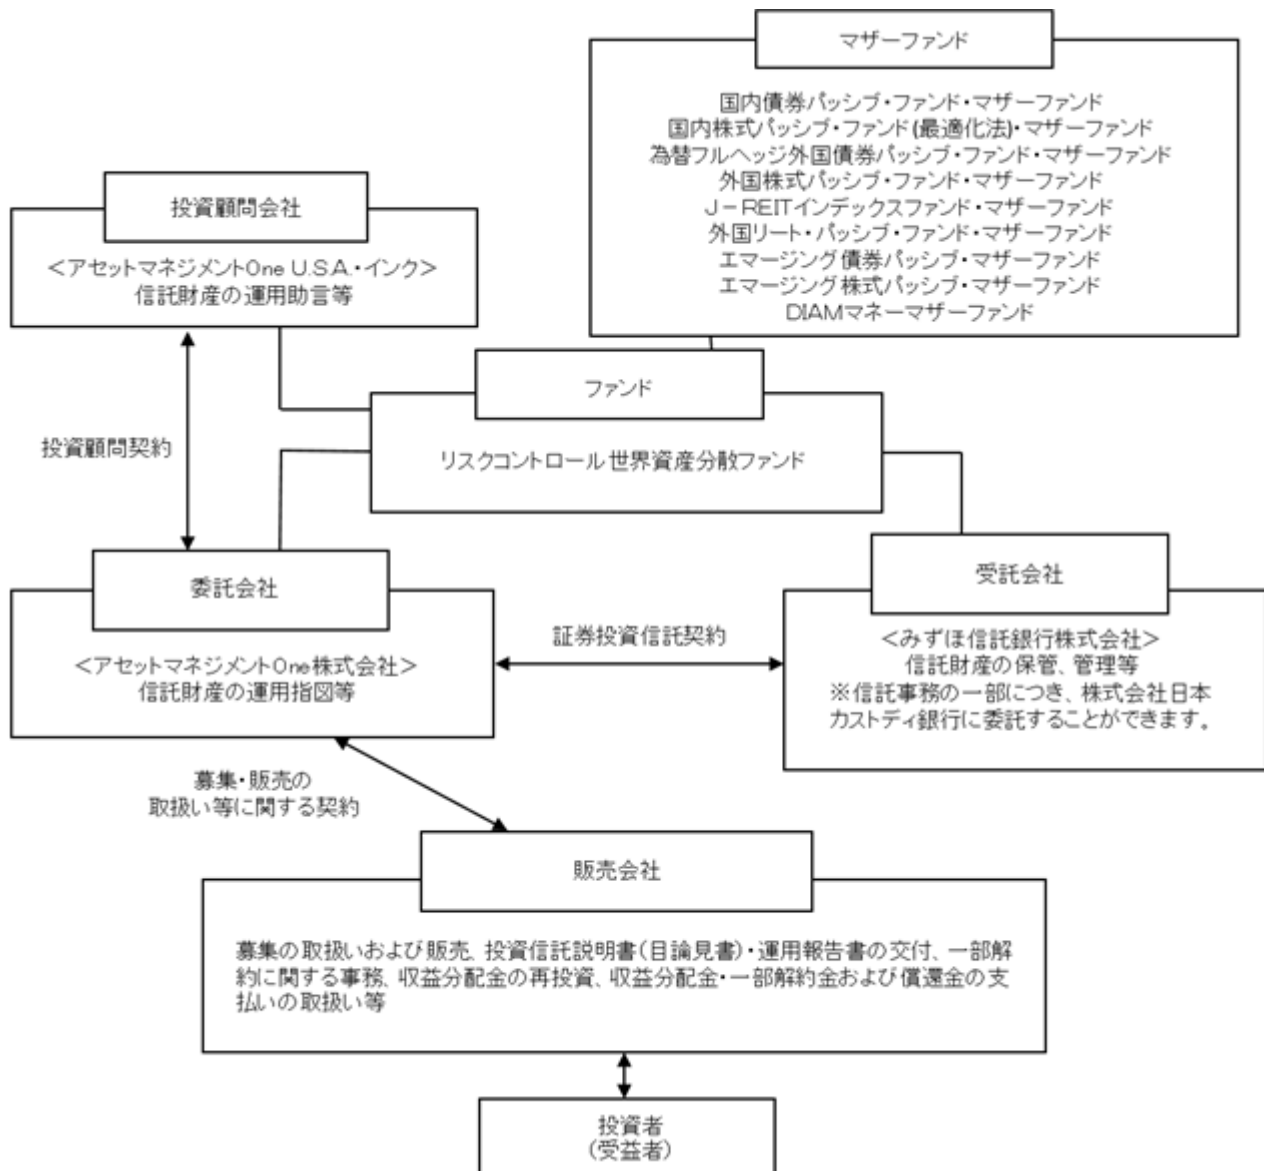 マザーファンド
国内債券パッシブ・ファンド・マザーファンド
国内株式パッシブ・ファンド(最適化法)・マザーファンド
為替フルヘッジ外国債券パッシブ・ファンド・マザーファンド
外国株式パッシブ・ファンド・マザーファンド
J-REITインデックスファンド・マザーファンド
外国リート・パッシブ・ファンド・マザーファンド
エマージング債券パッシブ・マザーファンド
エマージング株式パッシブ・マザーファンド
DIAMマネーマザーファンド
投資顧問会社
<アセットマネジメントOne U.S.A.・インク>
信託財産の運用助言等
ファンド
リスクコントロール世界資産分散ファンド
投資顧問契約
委託会社
<アセットマネジメントOne株式会社>
信託財産の運用指図等
証券投資信託契約
受託会社
<みずほ信託銀行株式会社>
信託財産の保管、管理等
※信託事務の一部につき、株式会社日本
カストディ銀行に委託することができます。
募集・販売の
取扱い等に関する契約
販売会社
募集の取扱いおよび販売、投資信託説明書(目論見書)・運用報告書の交付、一部解
約に関する事務、収益分配金の再投資、収益分配金・一部解約金および償還金の支
払いの取扱い等
投資者
(受益者)